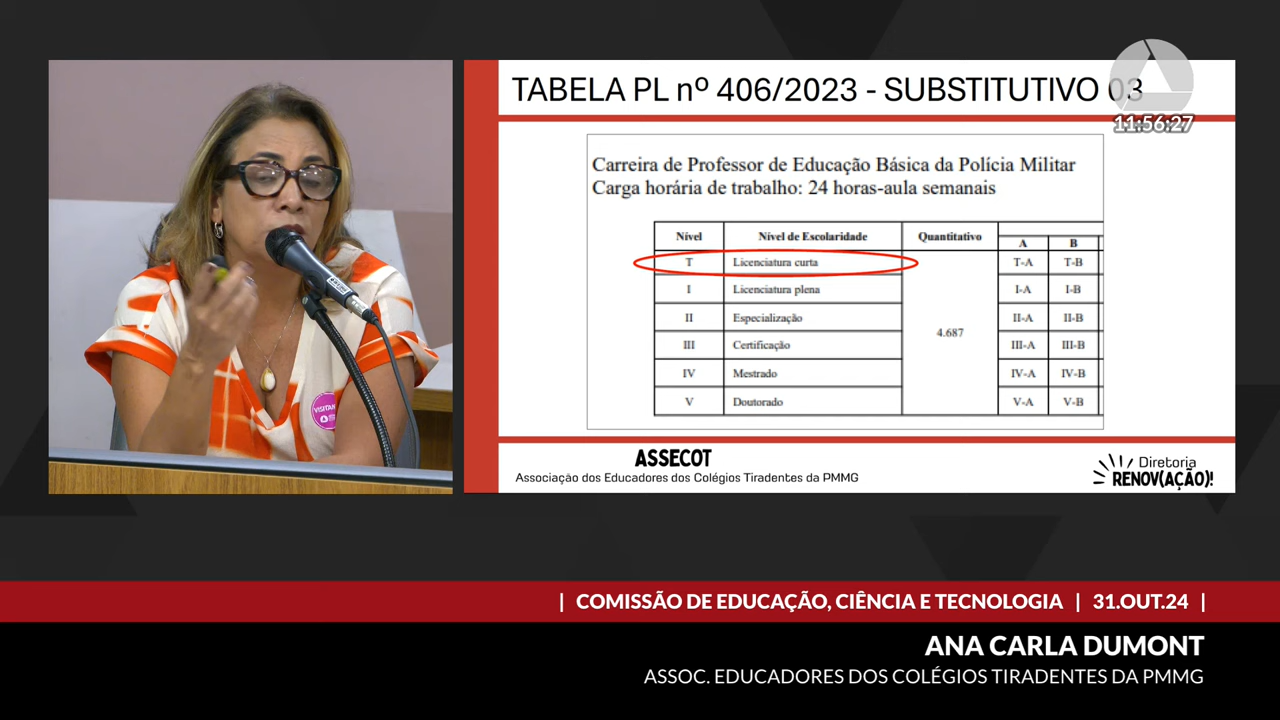 TABELA PL nº 406/2023 - SUBSTITUTIVO 03
11:56:27
Carreira de Professor de Educação Básica da Polícia Militar
Carga horária de trabalho: 24 horas-aula semanais
Nível Nível de Escolaridade Quantitativo A B
T Licenciatura curta T-A T-B
I Licenciatura plena I-A I-B
II Especialização II-A II-B
4.687
III Certificação III-A III-B
IV Mestrado IV-A IV-B
V Doutorado V-A V-B
VISITANTE
ASSECOT
Associação dos Educadores dos Colégios Tiradentes da PMMG
Diretoria
RENOV(AÇÃO)!
| COMISSÃO DE EDUCAÇÃO, CIÊNCIA E TECNOLOGIA | 31.OUT.24 |
ANA CARLA DUMONT
ASSOC. EDUCADORES DOS COLÉGIOS TIRADENTES DA PMMG